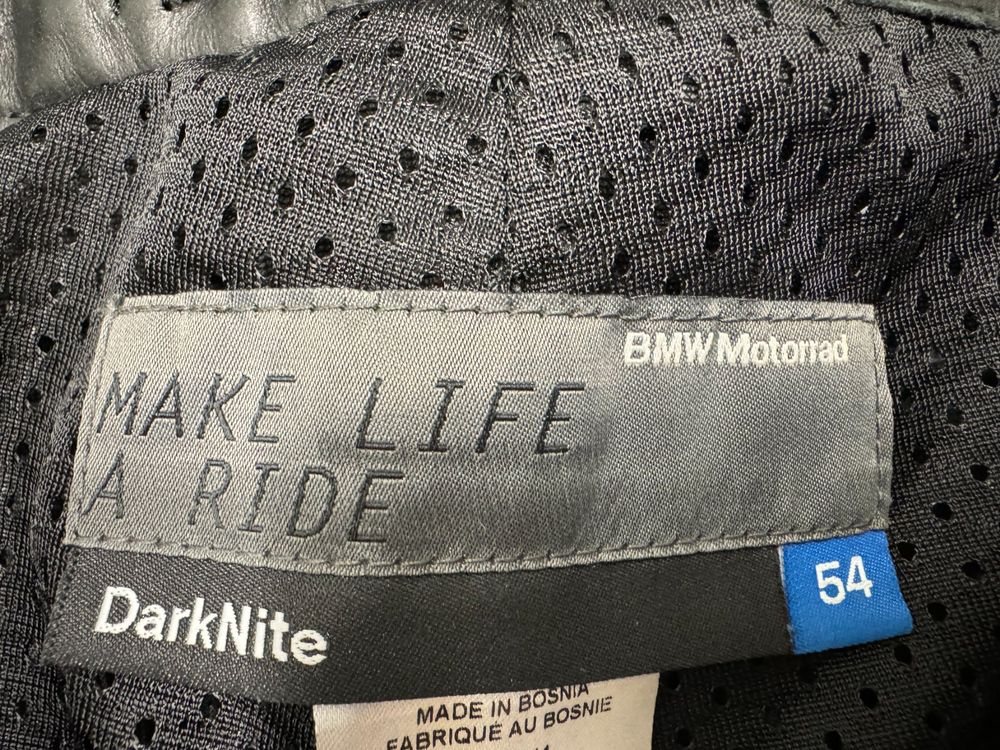 BMW Motorrad
MAKE LIFE
A RIDE
54
DarkNite
MADE IN BOSNIA
FABRIQUÉ AU BOSNIE